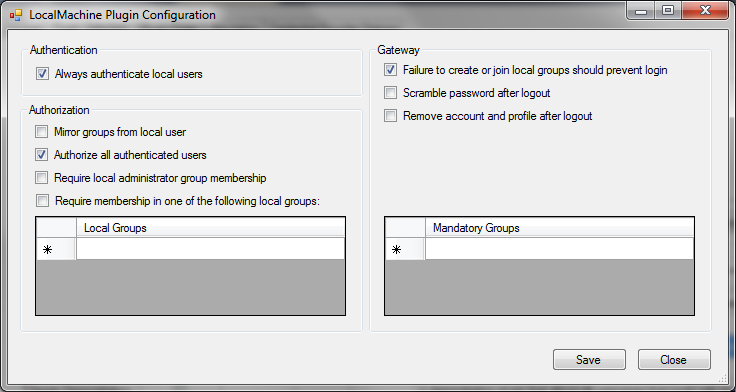 LocalMachine Plugin Configuration
Authentication
Always authenticate local users
Authorization
Mirror groups from local user
Authorize all authenticated users
Require local administrator group membership
Require membership in one of the following local groups:
Local Groups
*
Gateway
Failure to create or join local groups should prevent login
Scramble password after logout
Remove account and profile after logout
Mandatory Groups
*
Save
Close